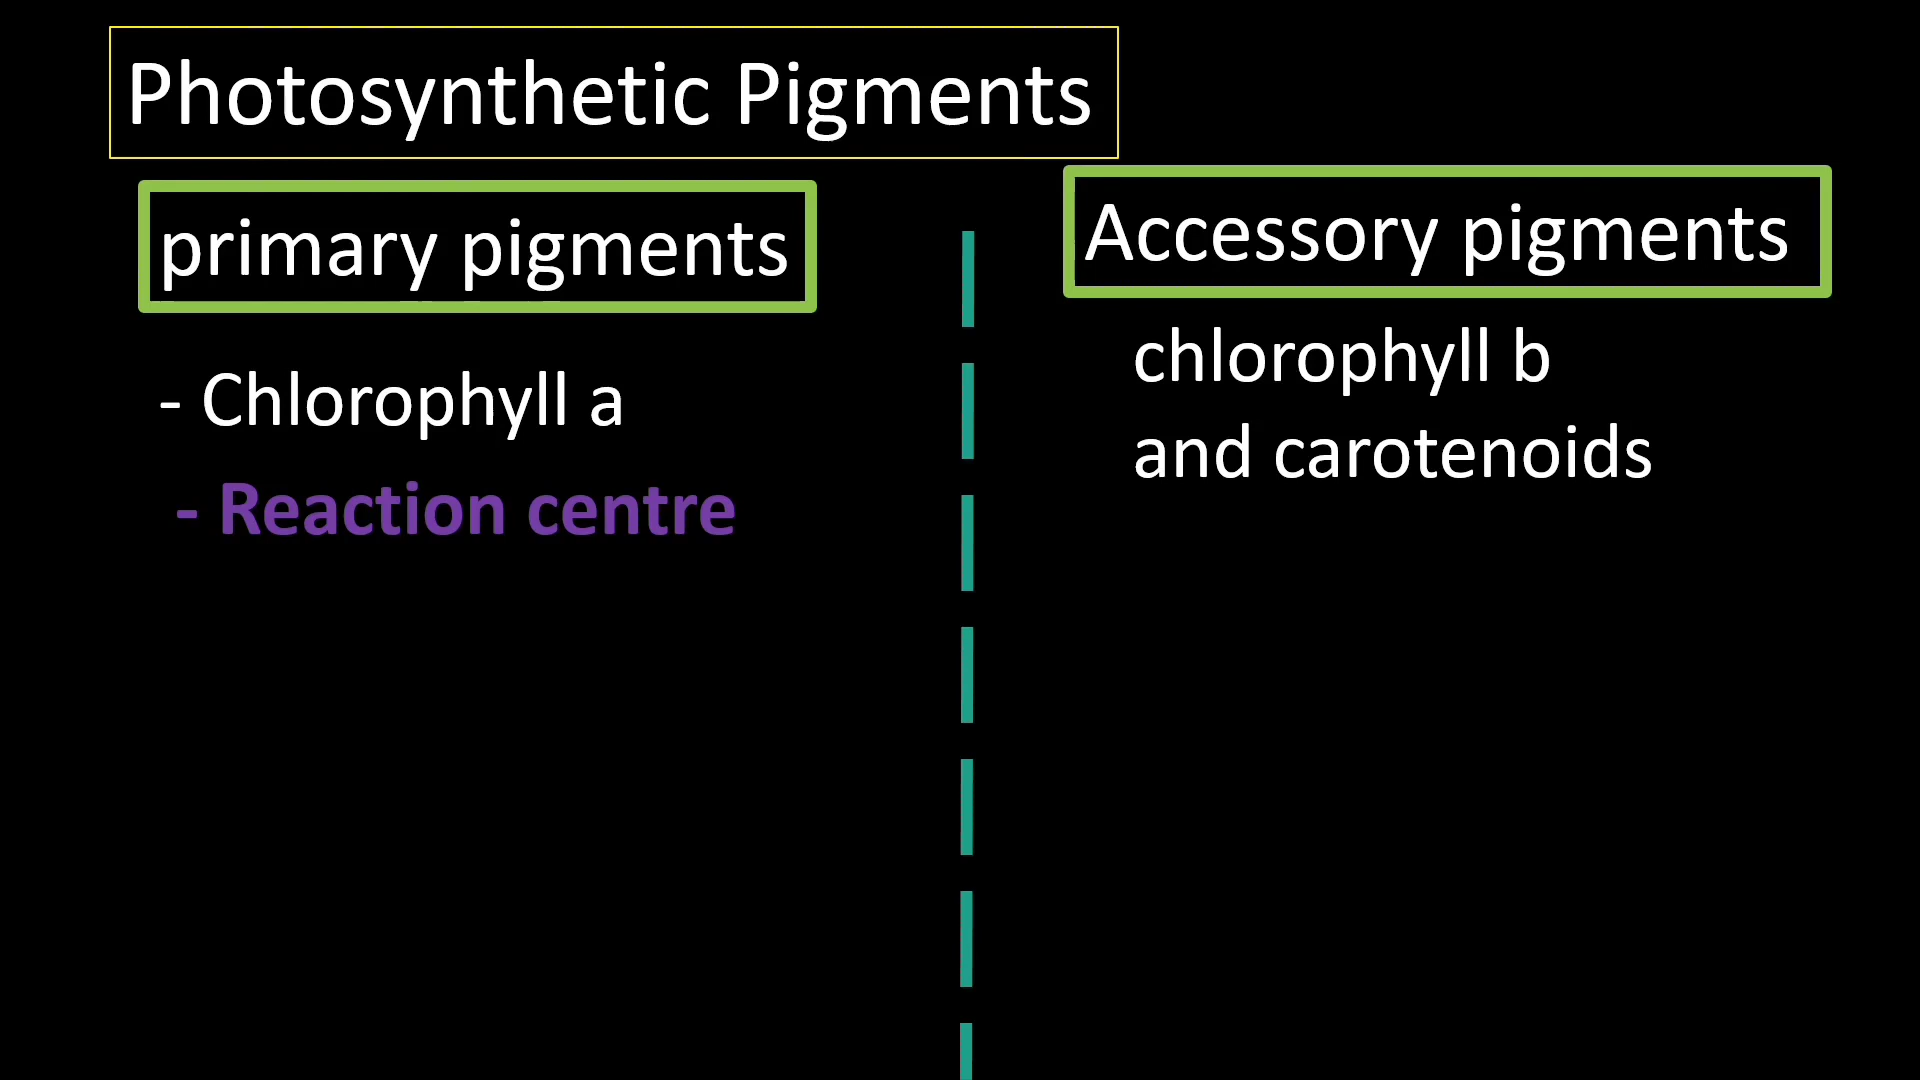 Photosynthetic Pigments
primary pigments
- Chlorophyll a
- Reaction centre
Accessory pigments
chlorophyll b
and carotenoids